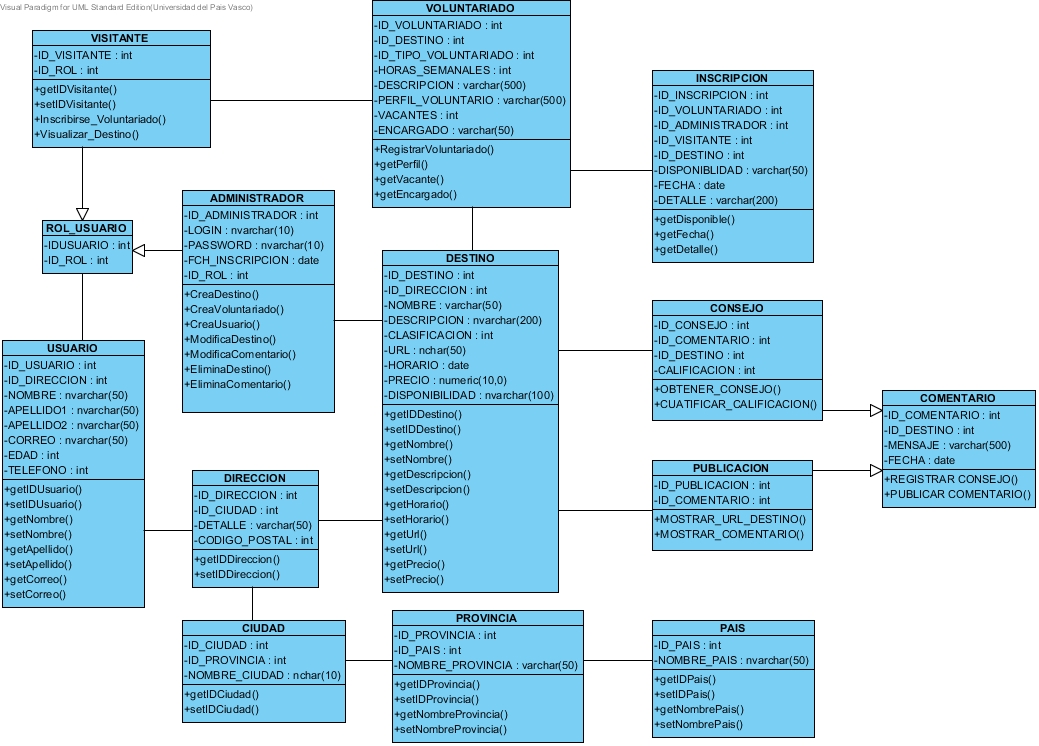 Visual Paradigm for UML Standard Edition(Universidad del Pais Vasco)
VISITANTE
-ID_VISITANTE : int
-ID_ROL : int
+getIDVisitante()
+setIDVisitante()
+Inscribirse_Voluntariado()
+Visualizar_Destino()
VOLUNTARIADO
-ID_VOLUNTARIADO : int
-ID_DESTINO : int
-ID_TIPO_VOLUNTARIADO : int
-HORAS_SEMANALES : int
-DESCRIPCION : varchar(500)
-PERFIL_VOLUNTARIO : varchar(500)
-VACANTES : int
-ENCARGADO : varchar(50)
+RegistrarVoluntariado()
+getPerfil()
+getVacante()
+getEncargado()
INSCRIPCION
-ID_INSCRIPCION : int
-ID_VOLUNTARIADO : int
-ID_ADMINISTRADOR : int
-ID_VISITANTE : int
-ID_DESTINO : int
-DISPONIBLIDAD : varchar(50)
-FECHA : date
-DETALLE : varchar(200)
+getDisponible()
+getFecha()
+getDetalle()
ROL_USUARIO
-IDUSUARIO : int
-ID_ROL : int
ADMINISTRADOR
-ID_ADMINISTRADOR : int
-LOGIN : nvarchar(10)
-PASSWORD : nvarchar(10)
-FCH_INSCRIPCION : date
-ID_ROL : int
+CreaDestino()
+CreaVoluntariado()
+CreaUsuario()
+ModificaDestino()
+ModificaComentario()
+EliminaDestino()
+EliminaComentario()
DESTINO
-ID_DESTINO : int
-ID_DIRECCION : int
-NOMBRE : varchar(50)
-DESCRIPCION : nvarchar(200)
-CLASIFICACION : int
-URL : nchar(50)
-HORARIO : date
-PRECIO : numeric(10,0)
-DISPONIBILIDAD : nvarchar(100)
+getIDDestino()
+setIDDestino()
+getNombre()
+setNombre()
+getDescripcion()
+setDescripcion()
+getHorario()
+setHorario()
+getUrl()
+setUrl()
+getPrecio()
+setPrecio()
CONSEJO
-ID_CONSEJO : int
-ID_COMENTARIO : int
-ID_DESTINO : int
-CALIFICACION : int
+OBTENER_CONSEJO()
+CUATIFICAR_CALIFICACION()
COMENTARIO
-ID_COMENTARIO : int
-ID_DESTINO : int
-MENSAJE : varchar(500)
-FECHA : date
+REGISTRAR CONSEJO()
+PUBLICAR COMENTARIO()
USUARIO
-ID_USUARIO : int
-ID_DIRECCION : int
-NOMBRE : nvarchar(50)
-APELLIDO1 : nvarchar(50)
-APELLIDO2 : nvarchar(50)
-CORREO : nvarchar(50)
-EDAD : int
-TELEFONO : int
+getIDUsuario()
+setIDUsuario()
+getNombre()
+setNombre()
+getApellido()
+setApellido()
+getCorreo()
+setCorreo()
DIRECCION
-ID_DIRECCION : int
-ID_CIUDAD : int
-DETALLE : varchar(50)
-CODIGO_POSTAL : int
+getIDDireccion()
+setIDDireccion()
PUBLICACION
-ID_PUBLICACION : int
-ID_COMENTARIO : int
+MOSTRAR_URL_DESTINO()
+MOSTRAR_COMENTARIO()
CIUDAD
-ID_CIUDAD : int
-ID_PROVINCIA : int
-NOMBRE_CIUDAD : nchar(10)
+getIDCiudad()
+setIDCiudad()
PROVINCIA
-ID_PROVINCIA : int
-ID_PAIS : int
-NOMBRE_PROVINCIA : varchar(50)
+getIDProvincia()
+setIDProvincia()
+getNombreProvincia()
+setNombreProvincia()
PAIS
-ID_PAIS : int
-NOMBRE_PAIS : nvarchar(50)
+getIDPais()
+setIDPais()
+getNombrePais()
+setNombrePais()